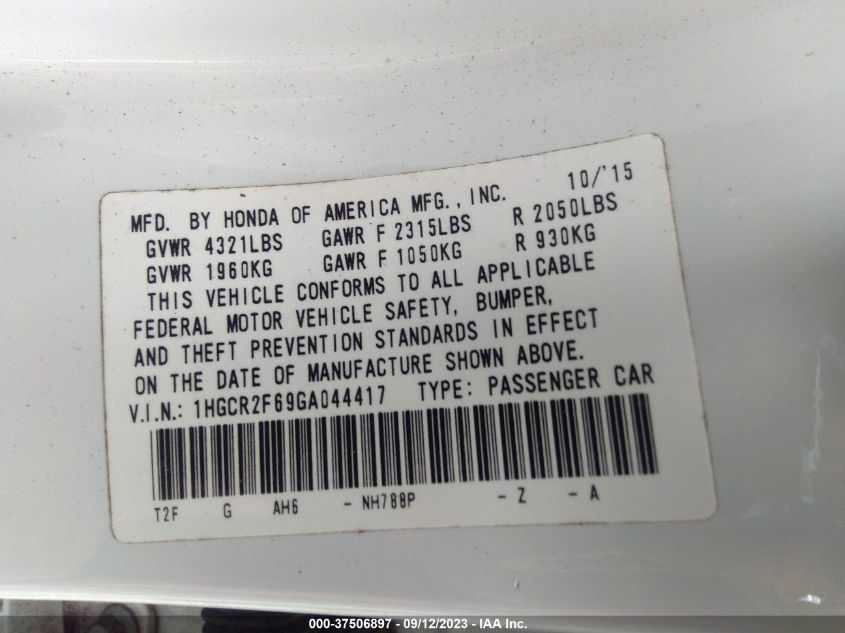 MFD. BY HONDA OF AMERICA MFG., INC. 10/'15
GVWR 4321LBS GAWR F 2315LBS R 2050LBS
GVWR 1960KG GAWR F 1050KG R 930KG
THIS VEHICLE CONFORMS TO ALL APPLICABLE
FEDERAL MOTOR VEHICLE SAFETY, BUMPER,
AND THEFT PREVENTION STANDARDS IN EFFECT
ON THE DATE OF MANUFACTURE SHOWN ABOVE.
V.I.N.: 1HGCR2F69GA044417 TYPE: PASSENGER CAR
T2F G AH6 - NH788P - Z - A
000-37506897 - 09/12/2023 - IAA Inc.